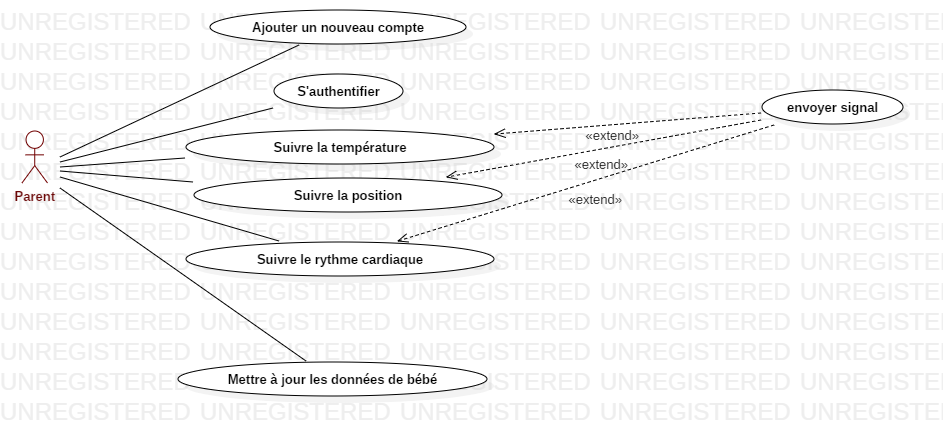 Ajouter un nouveau compte
S'authentifier
envoyer signal
«extend»
Suivre la température
«extend»
Parent
Suivre la position
«extend»
Suivre le rythme cardiaque
Mettre à jour les données de bébé
UNREGISTERED UNREGISTERED UNREGISTERED UNREGISTERED UNREGISTERED